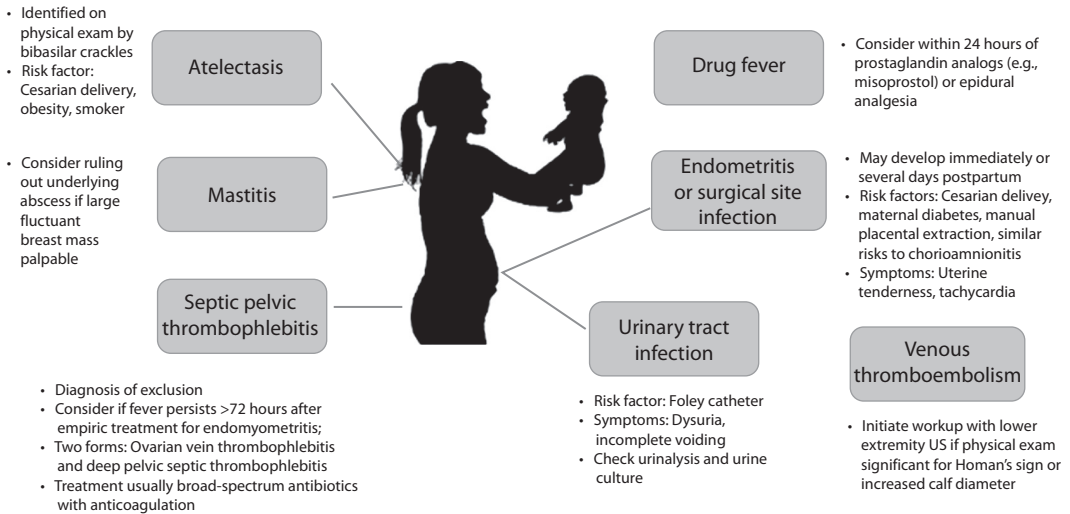 • Identified on
physical exam by
bibasilar crackles
• Risk factor:
Cesarian delivery,
obesity, smoker
Atelectasis
Drug fever
• Consider within 24 hours of
prostaglandin analogs (e.g.,
misoprostol) or epidural
analgesia
• Consider ruling
out underlying
abscess if large
fluctuant
breast mass
palpable
Mastitis
Endometritis
or surgical site
infection
• May develop immediately or
several days postpartum
• Risk factors: Cesarian delivey,
maternal diabetes, manual
placental extraction, similar
risks to chorioamnionitis
• Symptoms: Uterine
tenderness, tachycardia
Septic pelvic
thrombophlebitis
Urinary tract
infection
Venous
thromboembolism
• Diagnosis of exclusion
• Consider if fever persists >72 hours after
empiric treatment for endomyometritis;
• Two forms: Ovarian vein thrombophlebitis
and deep pelvic septic thrombophlebitis
• Treatment usually broad-spectrum antibiotics
with anticoagulation
• Risk factor: Foley catheter
• Symptoms: Dysuria,
incomplete voiding
• Check urinalysis and urine
culture
• Initiate workup with lower
extremity US if physical exam
significant for Homan’s sign or
increased calf diameter